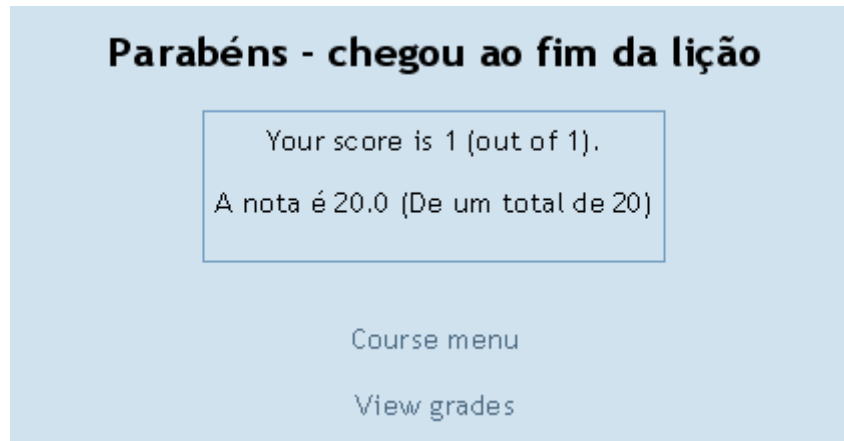 Parabéns - chegou ao fim da lição
Your score is 1 (out of 1).
A nota é 20.0 (De um total de 20)
Course menu
View grades